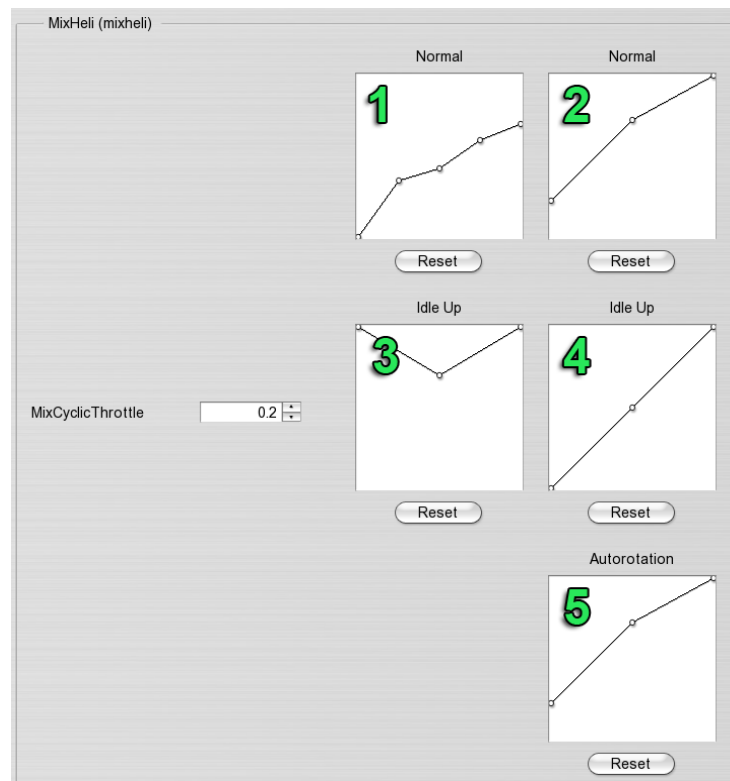 MixHeli (mixheli)
Normal Normal
1 2
Reset Reset
Idle Up Idle Up
3 4
MixCyclicThrottle 0.2
Reset Reset
Autorotation
5
Reset